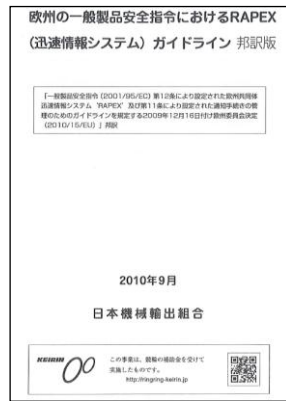 欧州の一般製品安全指令におけるRAPEX
(迅速情報システム)ガイドライン 邦訳版
「一般製品安全指令(2001/95/EC)第12条により設定された欧州共同体
迅速情報システム 'RAPEX' 及び第11条により設定された通知手続きの管
理のためのガイドラインを規定する2009年12月16日付け欧州委員会決定
(2010/15/EU)」邦訳
2010年9月
日本機械輸出組合
KEIRIN
この事業は、競輪の補助金を受けて
実施したものです。
http://ringring-keirin.jp